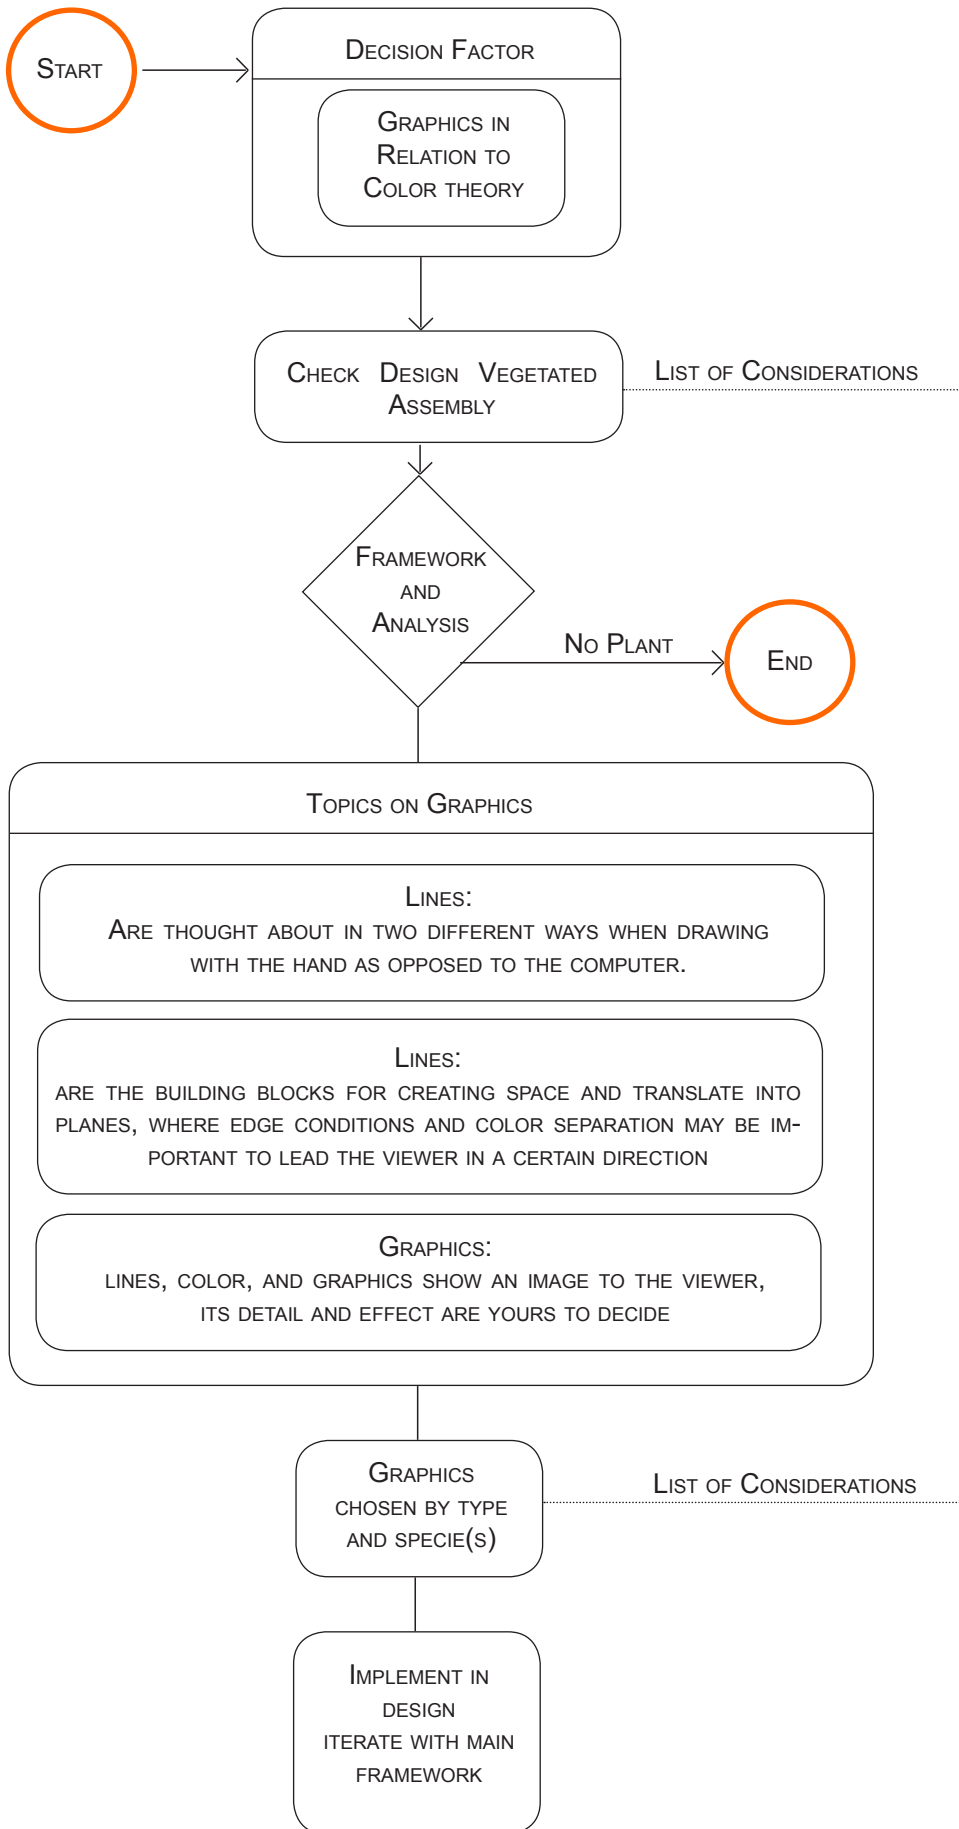 Start
Decision Factor
Graphics in
Relation to
Color theory
Check Design Vegetated
Assembly
List of Considerations
Framework
and
Analysis
No Plant
End
Topics on Graphics
Lines:
Are thought about in two different ways when drawing
with the hand as opposed to the computer.
Lines:
are the building blocks for creating space and translate into
planes, where edge conditions and color separation may be im-
portant to lead the viewer in a certain direction
Graphics:
lines, color, and graphics show an image to the viewer,
its detail and effect are yours to decide
Graphics
chosen by type
and specie(s)
List of Considerations
Implement in
design
iterate with main
framework